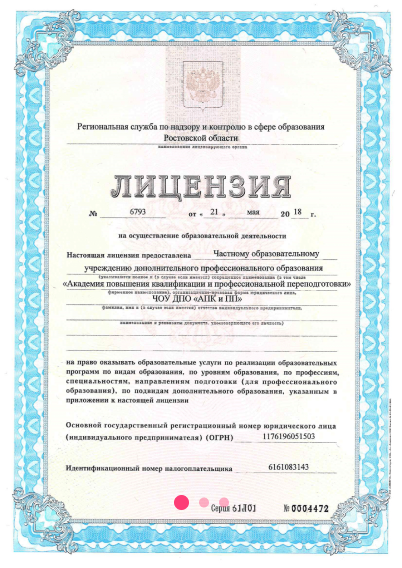 Региональная служба по надзору и контролю в сфере образования
Ростовской области
наименование лицензирующего органа
ЛИЦЕНЗИЯ
№ 6793 от « 21 » мая 20 18 г.
на осуществление образовательной деятельности
Настоящая лицензия предоставлена Частному образовательному
учреждению дополнительного профессионального образования
(указываются полное и (в случае если имеется) сокращенное наименование (в том числе
«Академия повышения квалификации и профессиональной переподготовки»
фирменное наименование), организационно-правовая форма юридического лица,
ЧОУ ДПО «АПК и ПП»
фамилия, имя и (в случае если имеется) отчество индивидуального предпринимателя,
наименование и реквизиты документа, удостоверяющего его личность)
на право оказывать образовательные услуги по реализации образовательных
программ по видам образования, по уровням образования, по профессиям,
специальностям, направлениям подготовки (для профессионального
образования), по подвидам дополнительного образования, указанным в
приложении к настоящей лицензии
Основной государственный регистрационный номер юридического лица
(индивидуального предпринимателя) (ОГРН) 1176196051503
Идентификационный номер налогоплательщика 6161083143
Серия 61Л01 № 0004472